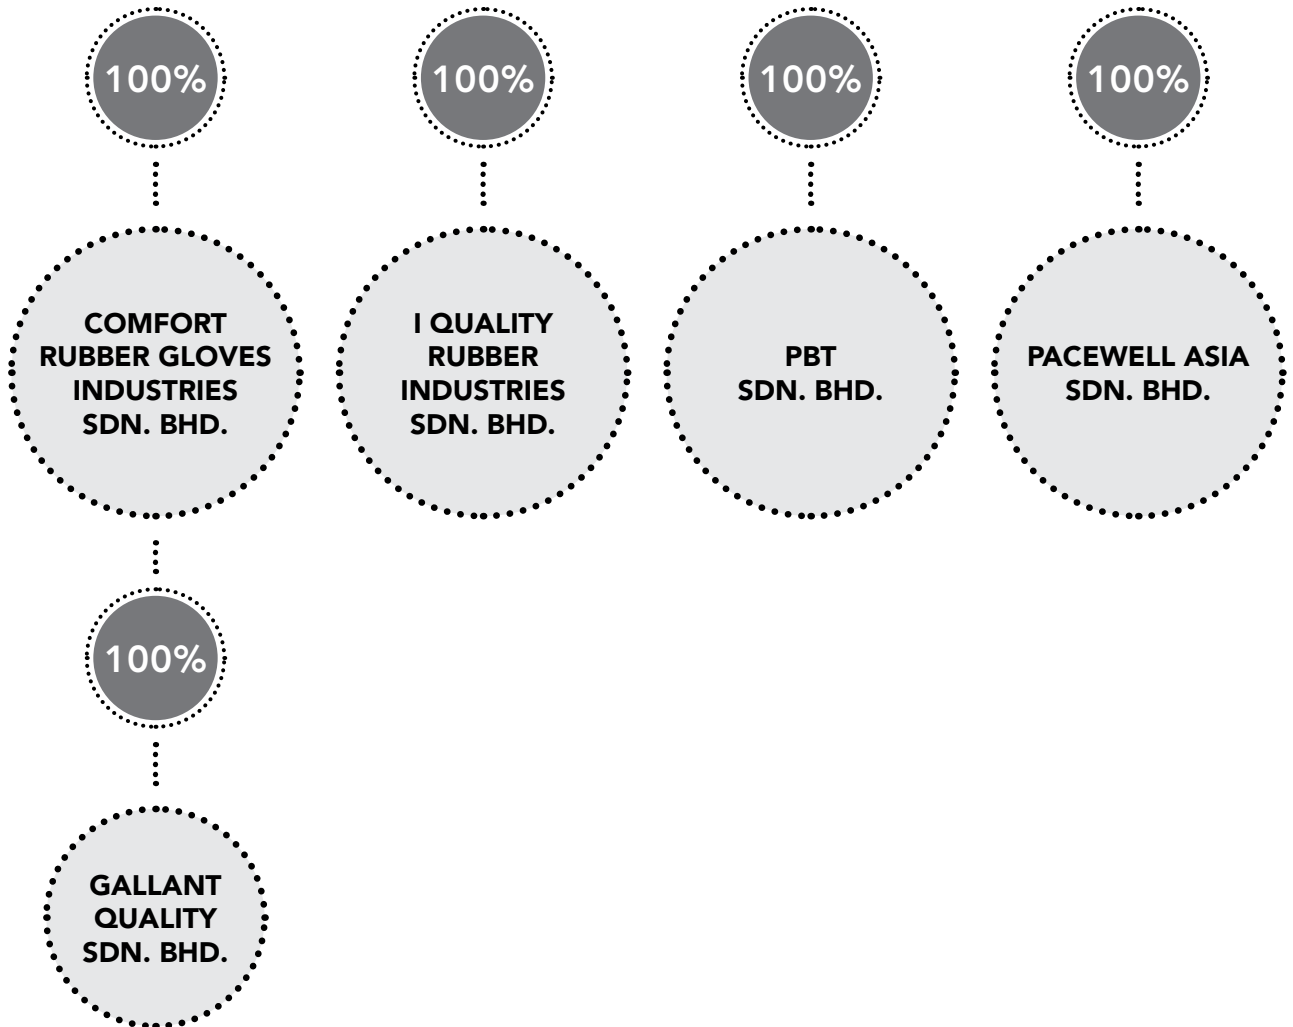 100%
100%
100%
100%
COMFORT
RUBBER GLOVES
INDUSTRIES
SDN. BHD.
I QUALITY
RUBBER
INDUSTRIES
SDN. BHD.
PBT
SDN. BHD.
PACEWELL ASIA
SDN. BHD.
100%
GALLANT
QUALITY
SDN. BHD.